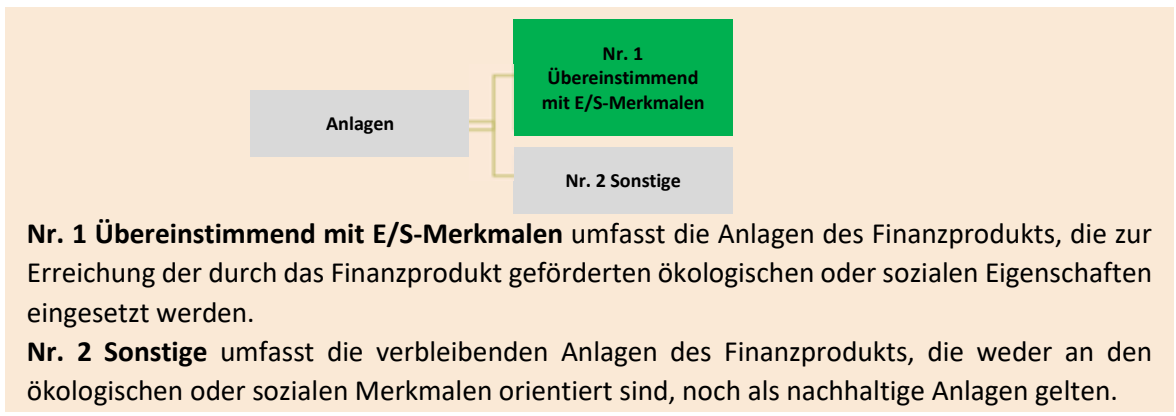 Nr. 1
Übereinstimmend
mit E/S-Merkmalen
Anlagen
Nr. 2 Sonstige
Nr. 1 Übereinstimmend mit E/S-Merkmalen umfasst die Anlagen des Finanzprodukts, die zur
Erreichung der durch das Finanzprodukt geförderten ökologischen oder sozialen Eigenschaften
eingesetzt werden.
Nr. 2 Sonstige umfasst die verbleibenden Anlagen des Finanzprodukts, die weder an den
ökologischen oder sozialen Merkmalen orientiert sind, noch als nachhaltige Anlagen gelten.